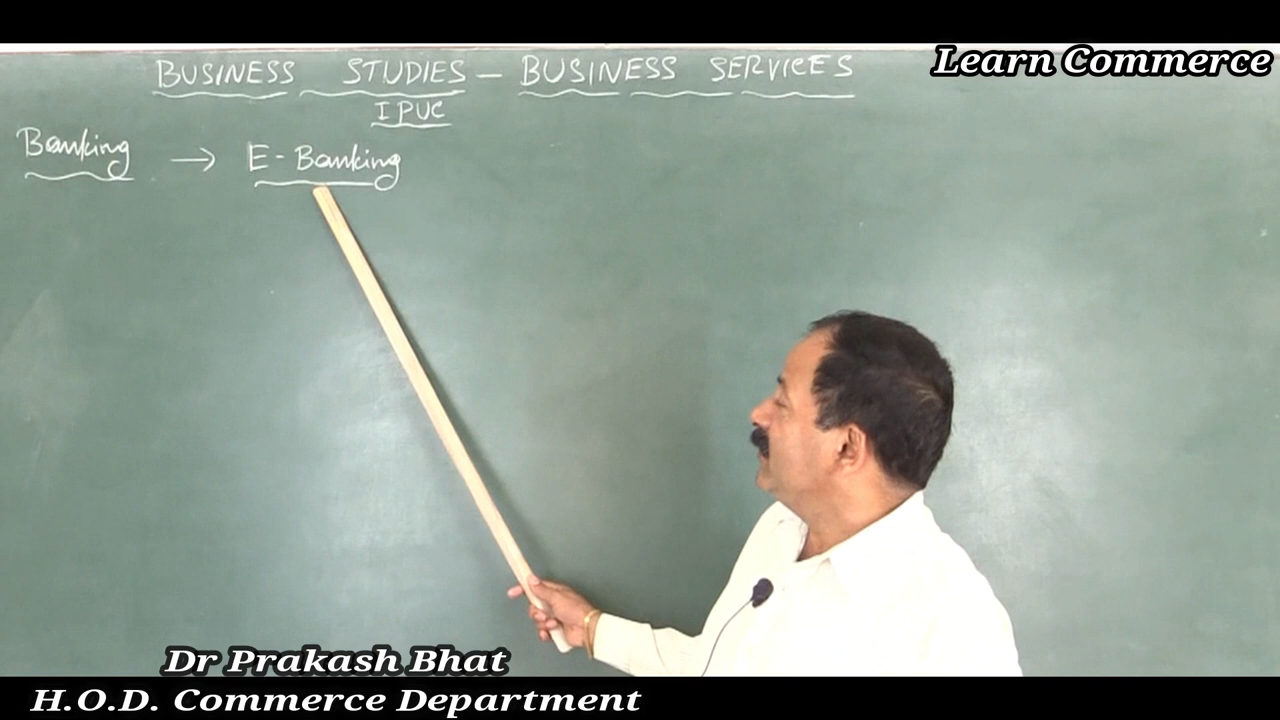 Learn Commerce
BUSINESS STUDIES - BUSINESS SERVICES
I PUC
Banking → E-Banking
Dr Prakash Bhat
H.O.D. Commerce Department